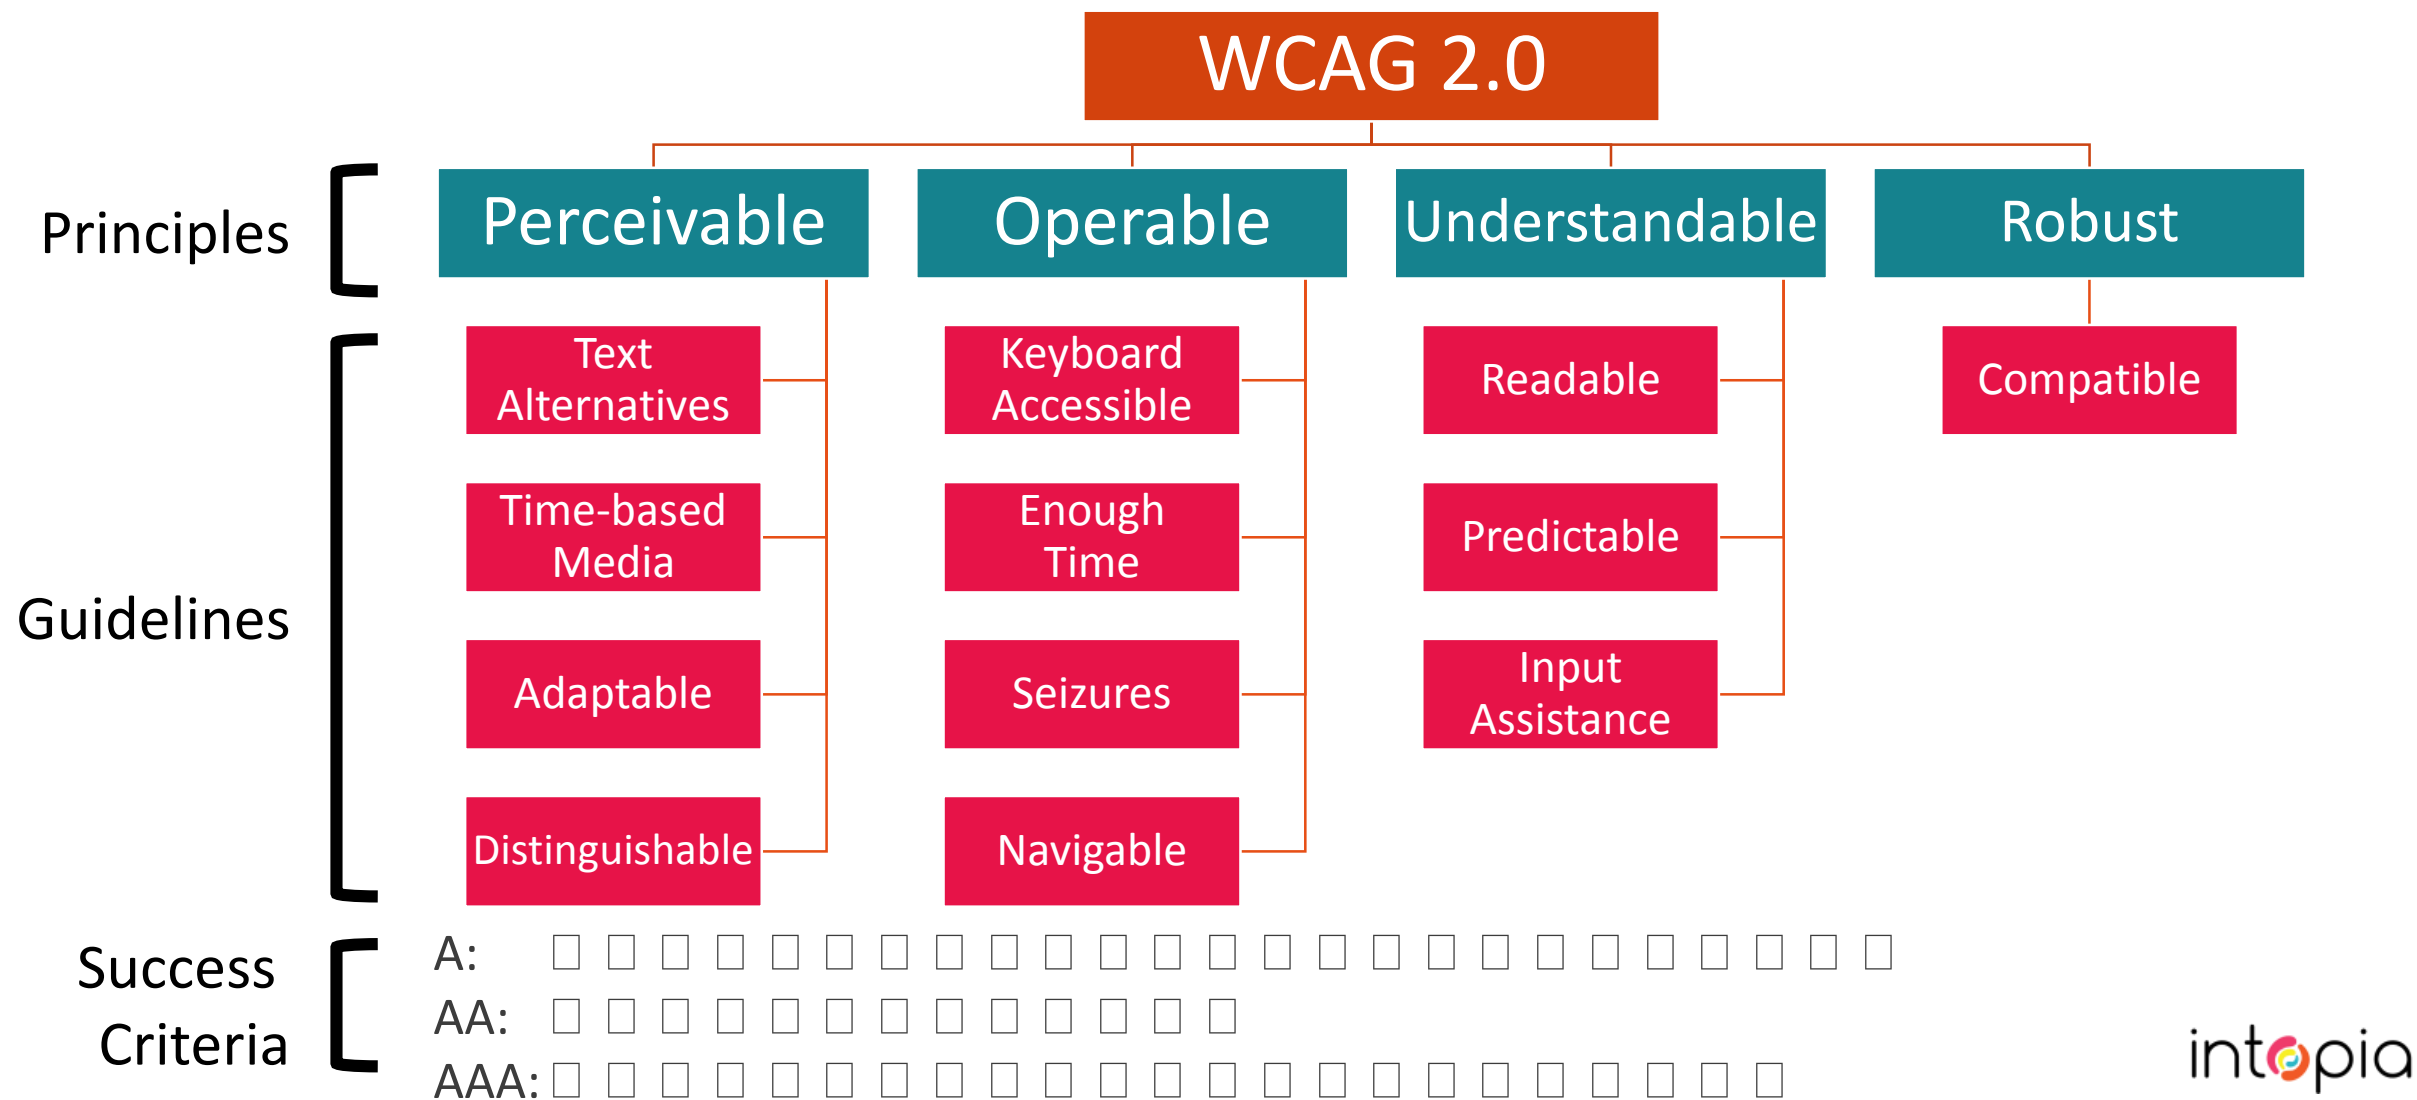 WCAG 2.0
Principles
Perceivable
Operable
Understandable
Robust
Guidelines
Text
Alternatives
Time-based
Media
Adaptable
Distinguishable
Keyboard
Accessible
Enough
Time
Seizures
Navigable
Readable
Predictable
Input
Assistance
Compatible
Success
Criteria
A:
AA:
AAA:
intopia